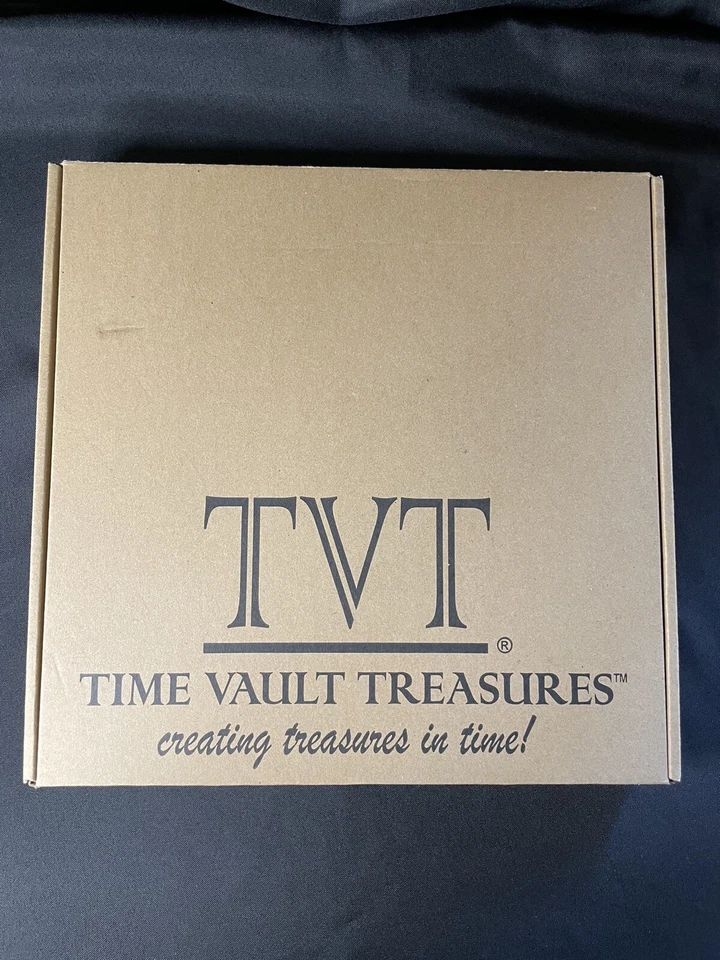 TVT
®
TIME VAULT TREASURES™
creating treasures in time!